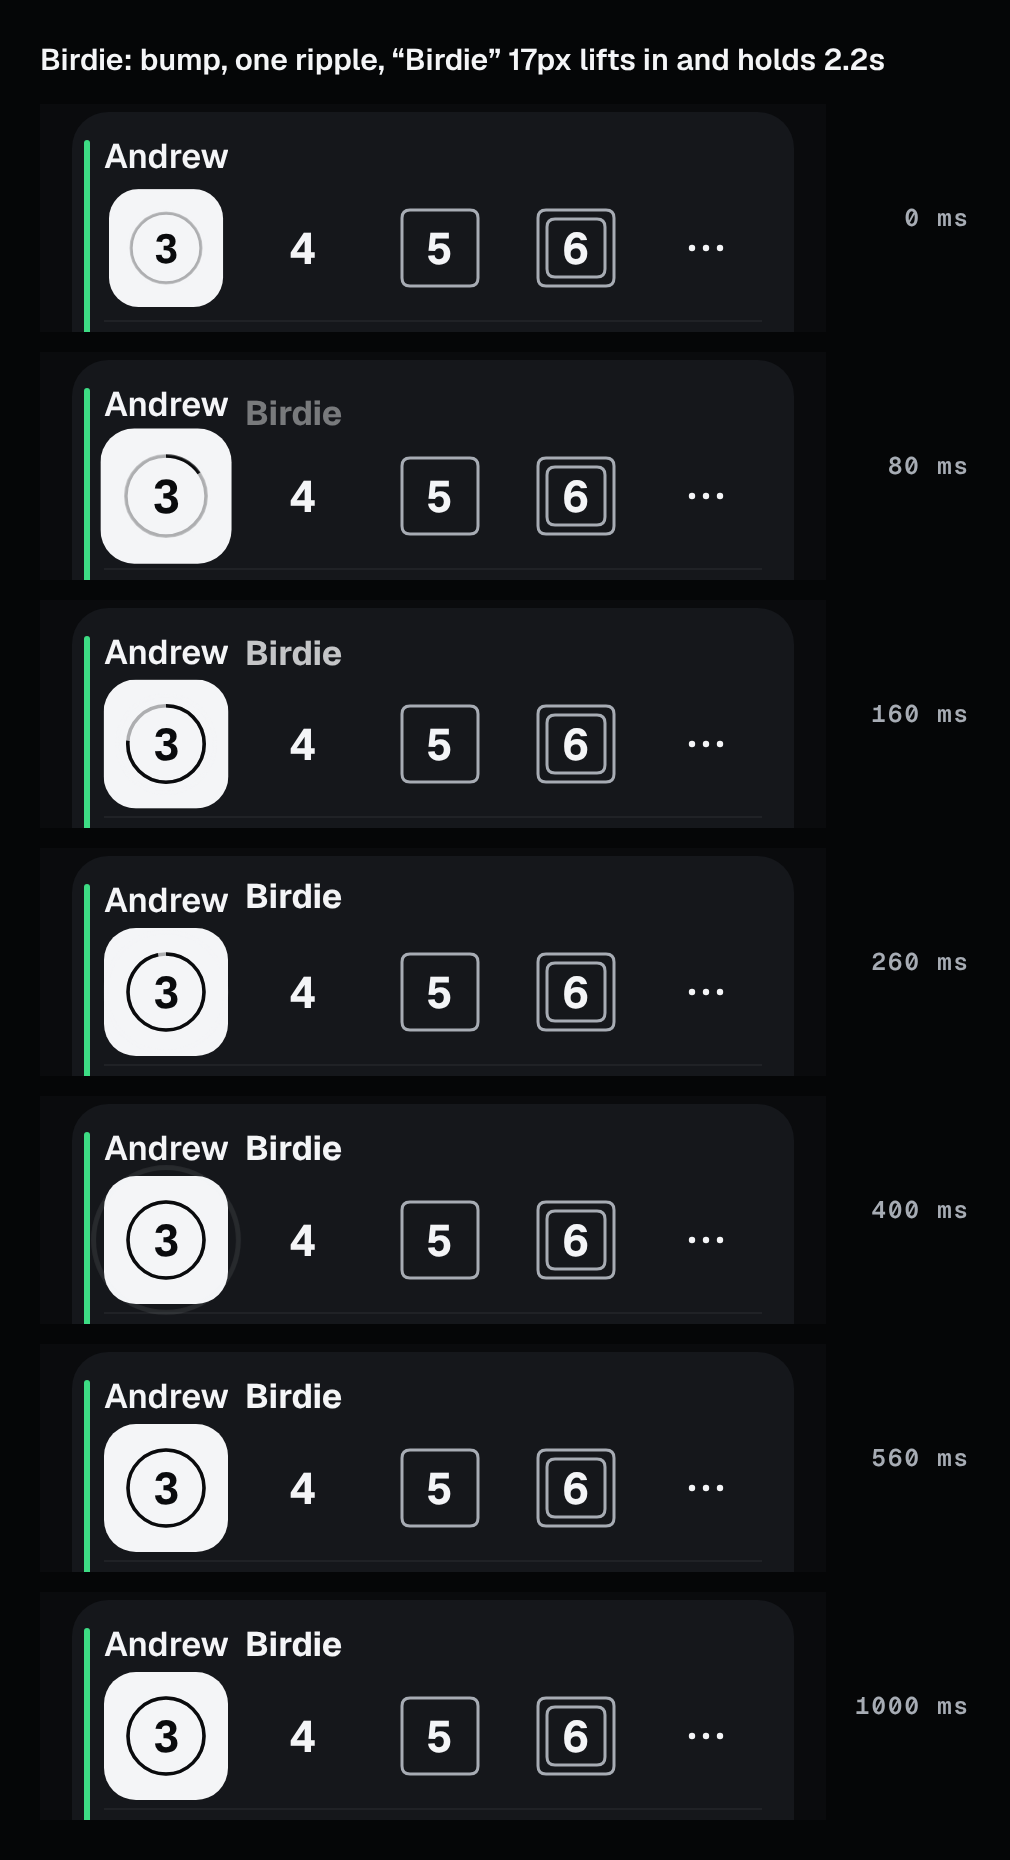 Birdie: bump, one ripple, “Birdie” 17px lifts in and holds 2.2s
Andrew
3 4 5 6 ...
0 ms
Andrew Birdie
3 4 5 6 ...
80 ms
Andrew Birdie
3 4 5 6 ...
160 ms
Andrew Birdie
3 4 5 6 ...
260 ms
Andrew Birdie
3 4 5 6 ...
400 ms
Andrew Birdie
3 4 5 6 ...
560 ms
Andrew Birdie
3 4 5 6 ...
1000 ms